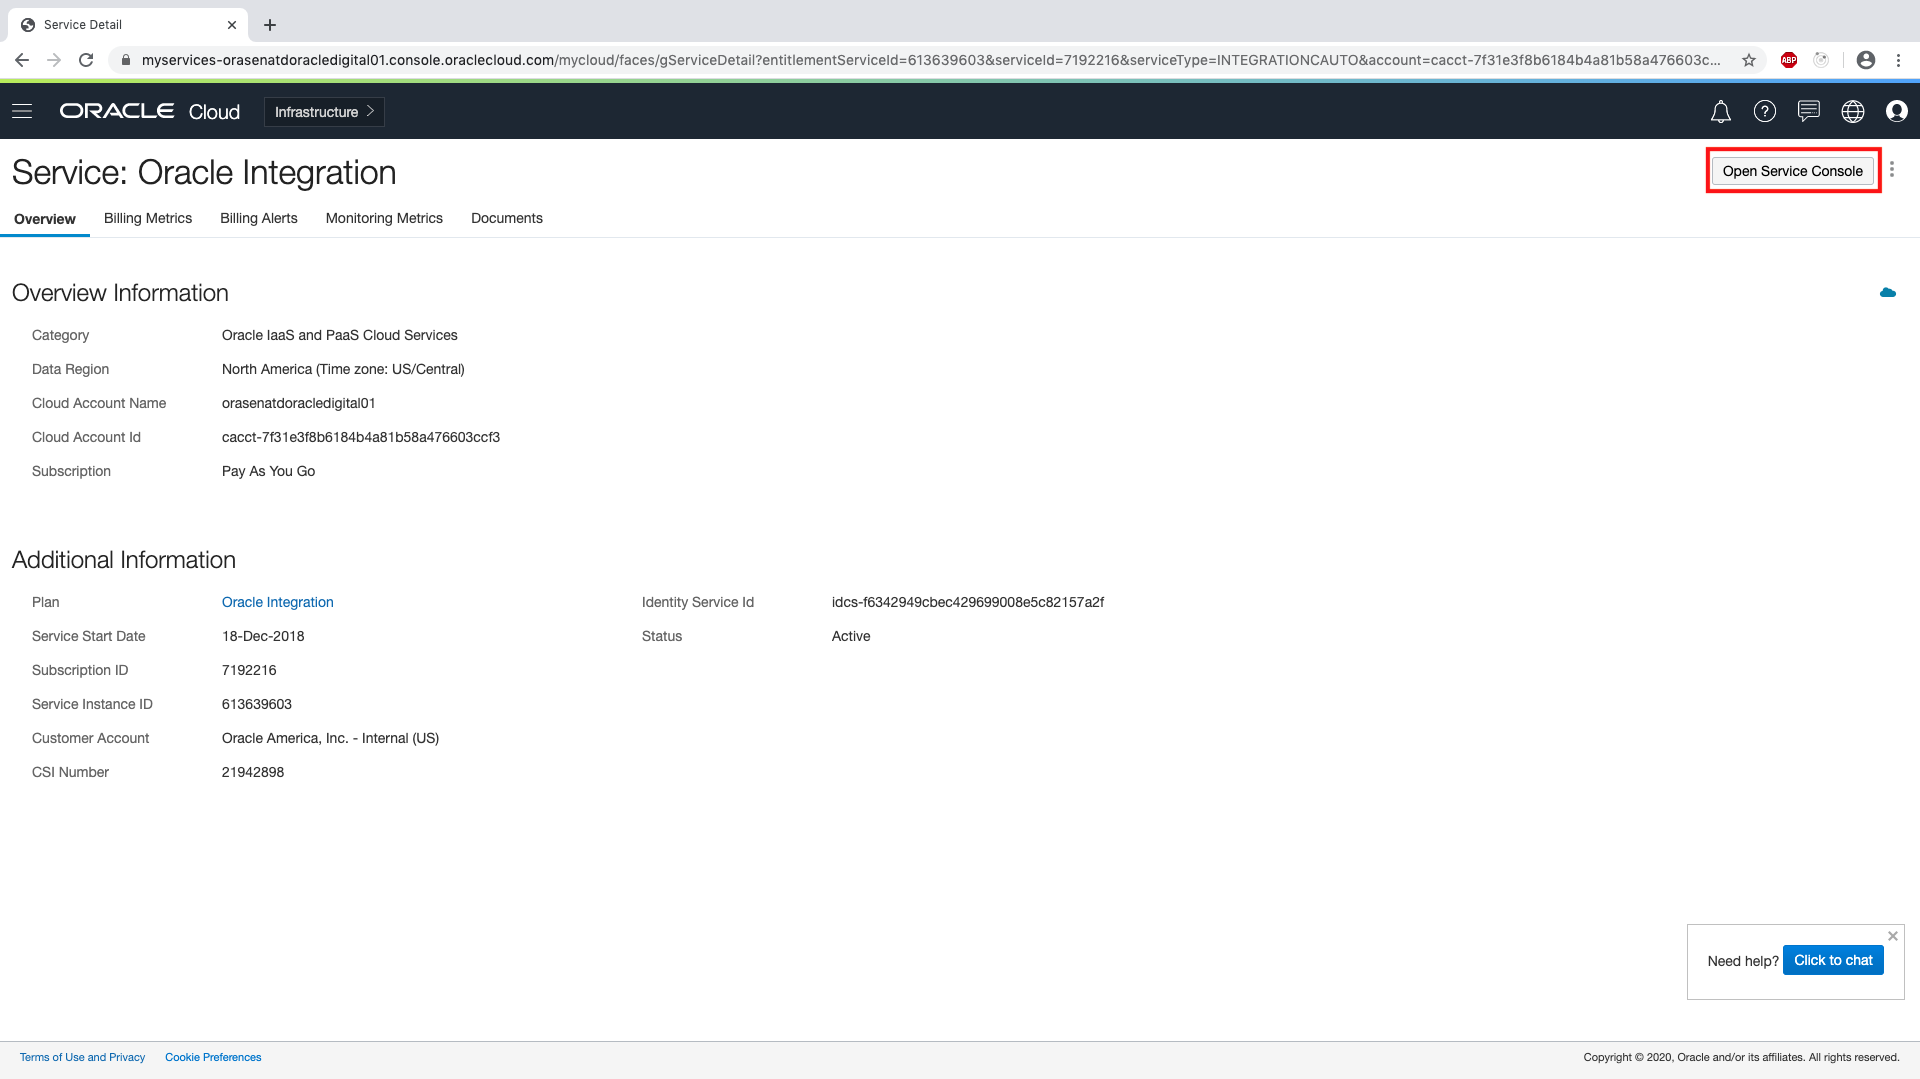 Service Detail
myservices-orasenatdoracledigital01.console.oraclecloud.com/mycloud/faces/gServiceDetail?entitlementServiceId=613639603&serviceId=7192216&serviceType=INTEGRATIONCAUTO&account=cacct-7f31e3f8b6184b4a81b58a476603c...
ABP
ORACLE Cloud
Infrastructure
Service: Oracle Integration
Open Service Console
Overview Billing Metrics Billing Alerts Monitoring Metrics Documents
Overview Information
Category Oracle IaaS and PaaS Cloud Services
Data Region North America (Time zone: US/Central)
Cloud Account Name orasenatdoracledigital01
Cloud Account Id cacct-7f31e3f8b6184b4a81b58a476603ccf3
Subscription Pay As You Go
Additional Information
Plan Oracle Integration Identity Service Id idcs-f6342949cbec429699008e5c82157a2f
Service Start Date 18-Dec-2018 Status Active
Subscription ID 7192216
Service Instance ID 613639603
Customer Account Oracle America, Inc. - Internal (US)
CSI Number 21942898
Need help? Click to chat
Terms of Use and Privacy Cookie Preferences Copyright © 2020, Oracle and/or its affiliates. All rights reserved.